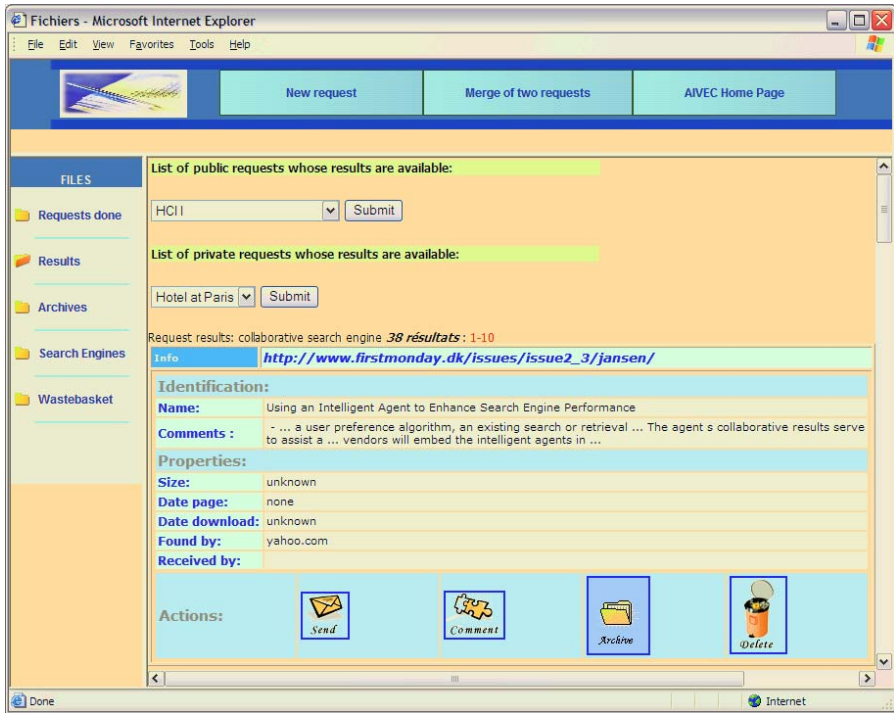 Fichiers - Microsoft Internet Explorer
File Edit View Favorites Tools Help
New request Merge of two requests AIVEC Home Page
FILES
Requests done
Results
Archives
Search Engines
Wastebasket
List of public requests whose results are available:
HCI I Submit
List of private requests whose results are available:
Hotel at Paris Submit
Request results: collaborative search engine 38 résultats : 1-10
Info http://www.firstmonday.dk/issues/issue2_3/jansen/
Identification:
Name: Using an Intelligent Agent to Enhance Search Engine Performance
Comments : - ... a user preference algorithm, an existing search or retrieval ... The agent s collaborative results serve
to assist a ... vendors will embed the intelligent agents in ...
Properties:
Size: unknown
Date page: none
Date download: unknown
Found by: yahoo.com
Received by:
Actions: Send Comment Archive Delete
Done Internet